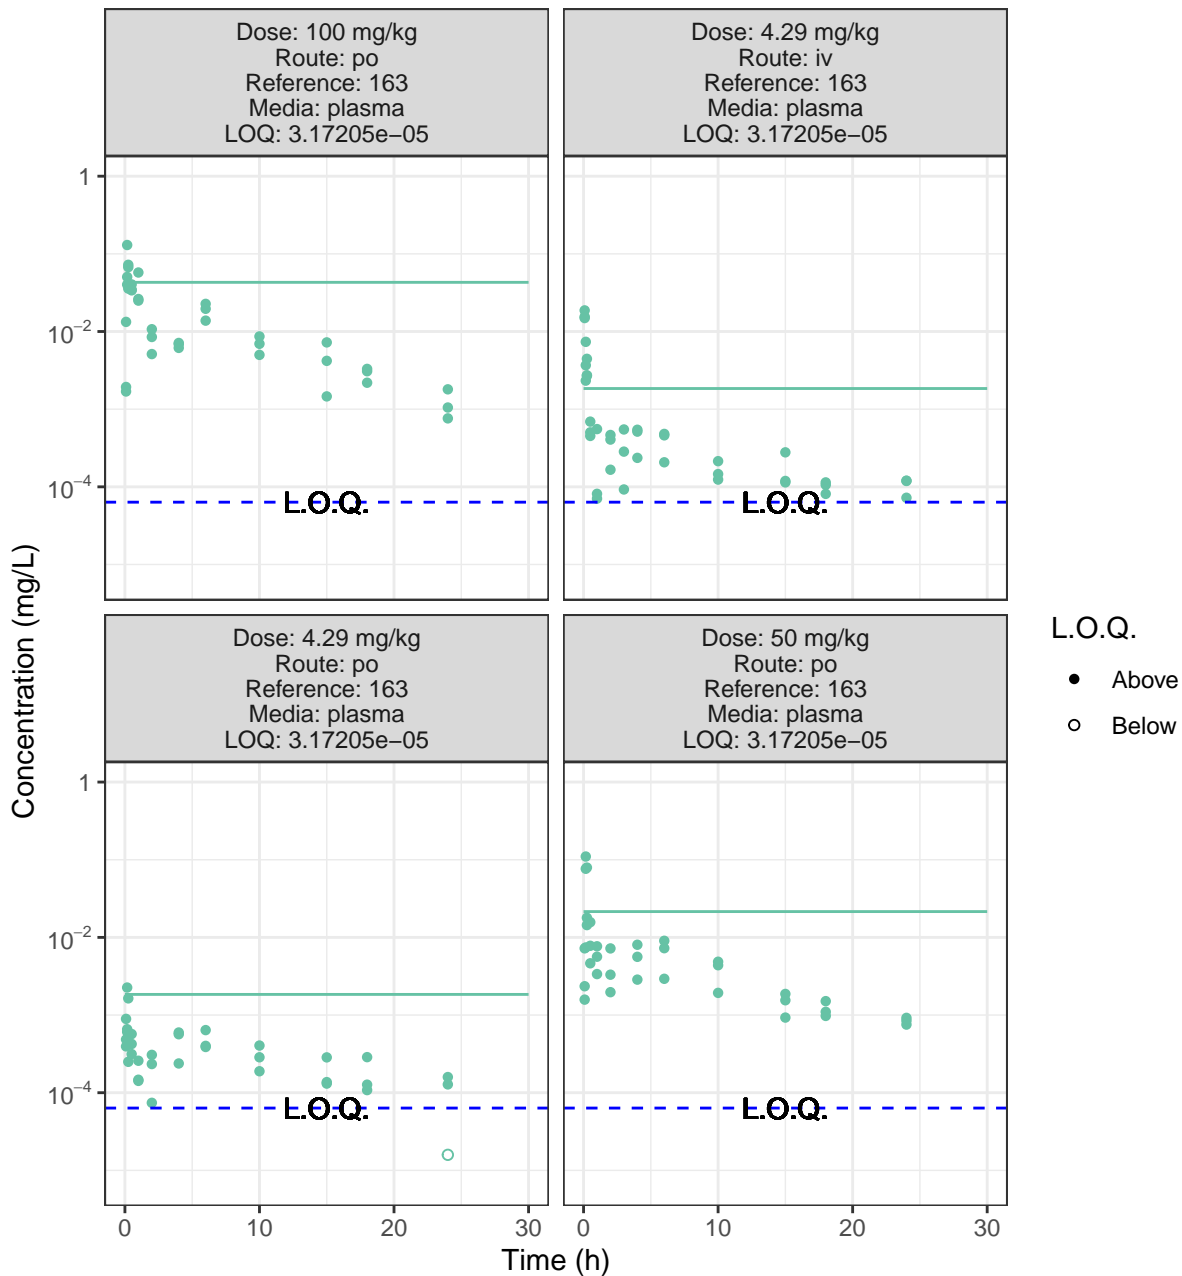 Dose: 100 mg/kg
Route: po
Reference: 163
Media: plasma
LOQ: 3.17205e−05
Dose: 4.29 mg/kg
Route: iv
Reference: 163
Media: plasma
LOQ: 3.17205e−05
1
10⁻²
10⁻⁴
L.O.Q.
L.O.Q.
Dose: 4.29 mg/kg
Route: po
Reference: 163
Media: plasma
LOQ: 3.17205e−05
Dose: 50 mg/kg
Route: po
Reference: 163
Media: plasma
LOQ: 3.17205e−05
1
10⁻²
10⁻⁴
L.O.Q.
L.O.Q.
0 10 20 30
0 10 20 30
Time (h)
Concentration (mg/L)
L.O.Q.
Above
Below